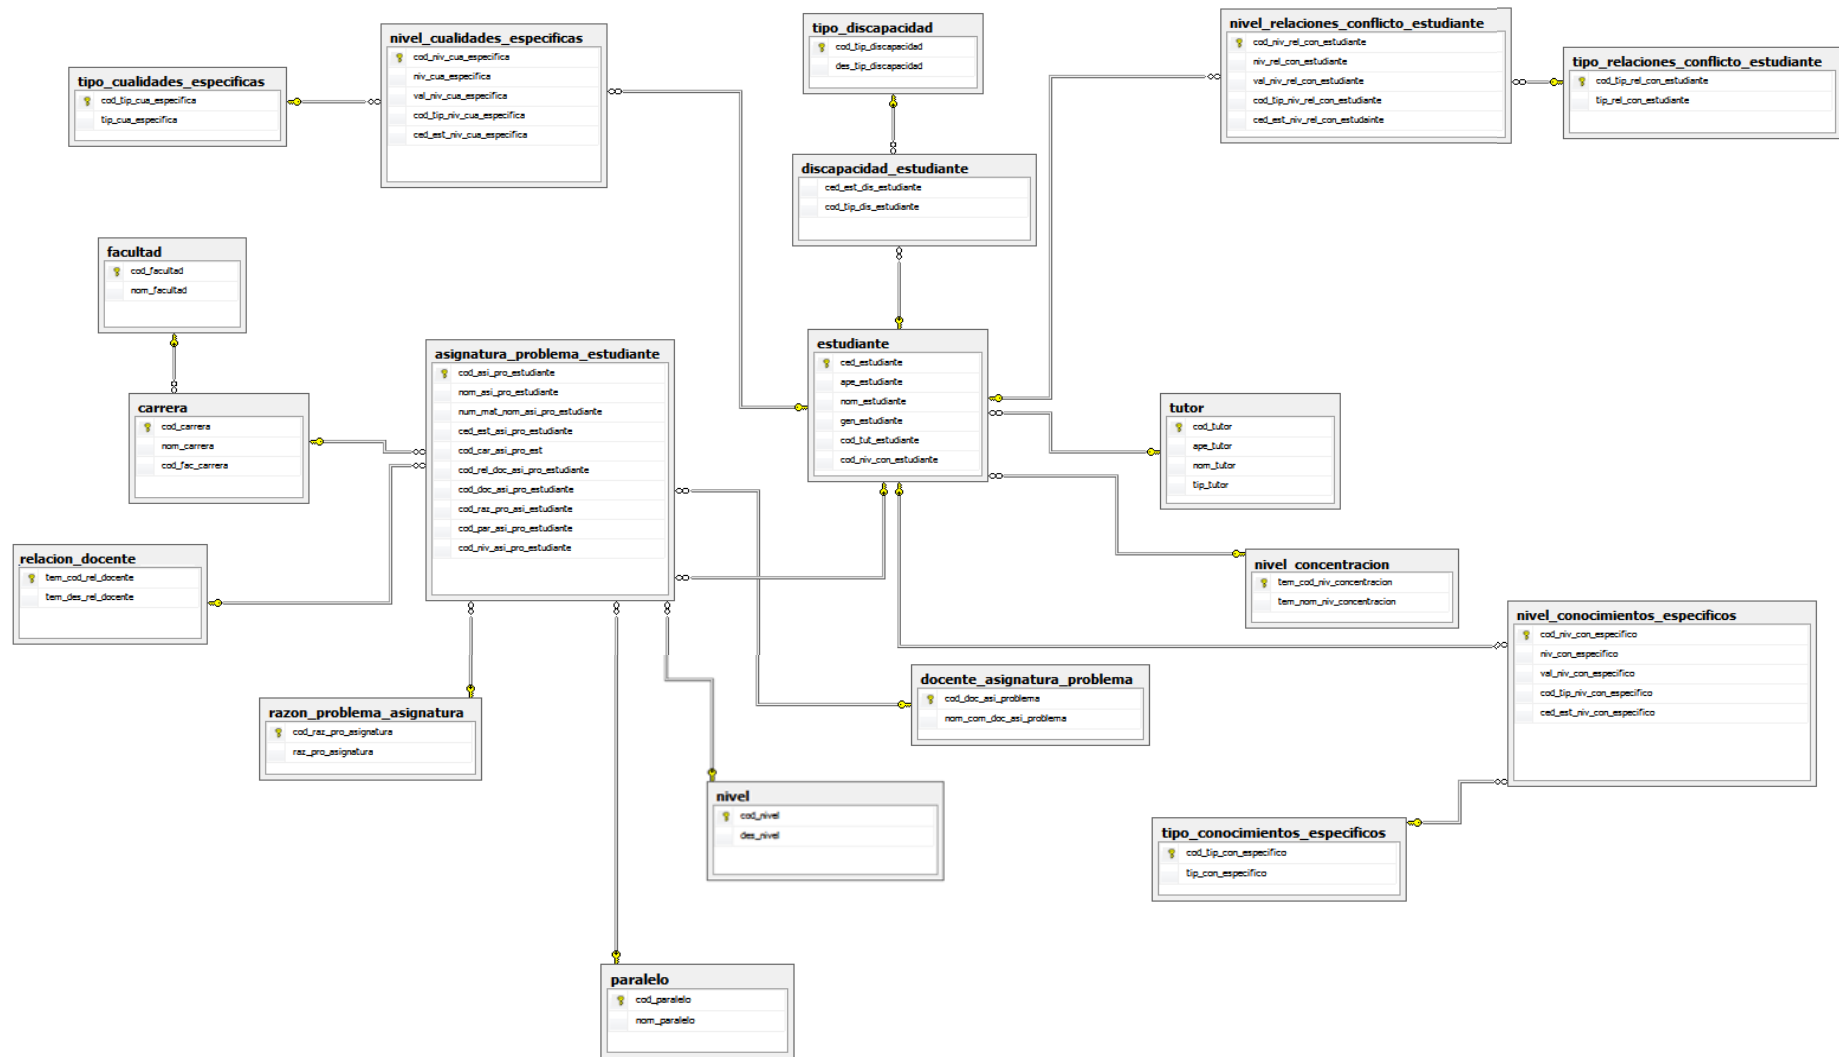 tipo_cualidades_especificas
cod_tip_cua_especifica
tip_cua_especifica
nivel_cualidades_especificas
cod_niv_cua_especifica
niv_cua_especifica
val_niv_cua_especifica
cod_tip_niv_cua_especifica
ced_est_niv_cua_especifica
tipo_discapacidad
cod_tip_discapacidad
des_tip_discapacidad
nivel_relaciones_conflicto_estudiante
cod_niv_rel_con_estudiante
niv_rel_con_estudiante
val_niv_rel_con_estudiante
cod_tip_niv_rel_con_estudiante
ced_est_niv_rel_con_estudainte
tipo_relaciones_conflicto_estudiante
cod_tip_rel_con_estudiante
tip_rel_con_estudiante
discapacidad_estudiante
ced_est_dis_estudiante
cod_tip_dis_estudiante
facultad
cod_facultad
nom_facultad
carrera
cod_carrera
nom_carrera
cod_fac_carrera
asignatura_problema_estudiante
cod_asi_pro_estudiante
nom_asi_pro_estudiante
num_mat_nom_asi_pro_estudiante
ced_est_asi_pro_estudiante
cod_car_asi_pro_est
cod_rel_doc_asi_pro_estudiante
cod_doc_asi_pro_estudiante
cod_raz_pro_asi_estudiante
cod_par_asi_pro_estudiante
cod_niv_asi_pro_estudiante
estudiante
ced_estudiante
ape_estudiante
nom_estudiante
gen_estudiante
cod_tut_estudiante
cod_niv_con_estudiante
tutor
cod_tutor
ape_tutor
nom_tutor
tip_tutor
relacion_docente
tem_cod_rel_docente
tem_des_rel_docente
nivel_concentracion
tem_cod_niv_concentracion
tem_nom_niv_concentracion
nivel_conocimientos_especificos
cod_niv_con_especifico
niv_con_especifico
val_niv_con_especifico
cod_tip_niv_con_especifico
ced_est_niv_con_especifico
razon_problema_asignatura
cod_raz_pro_asignatura
raz_pro_asignatura
docente_asignatura_problema
cod_doc_asi_problema
nom_com_doc_asi_problema
nivel
cod_nivel
des_nivel
tipo_conocimientos_especificos
cod_tip_con_especifico
tip_con_especifico
paralelo
cod_paralelo
nom_paralelo